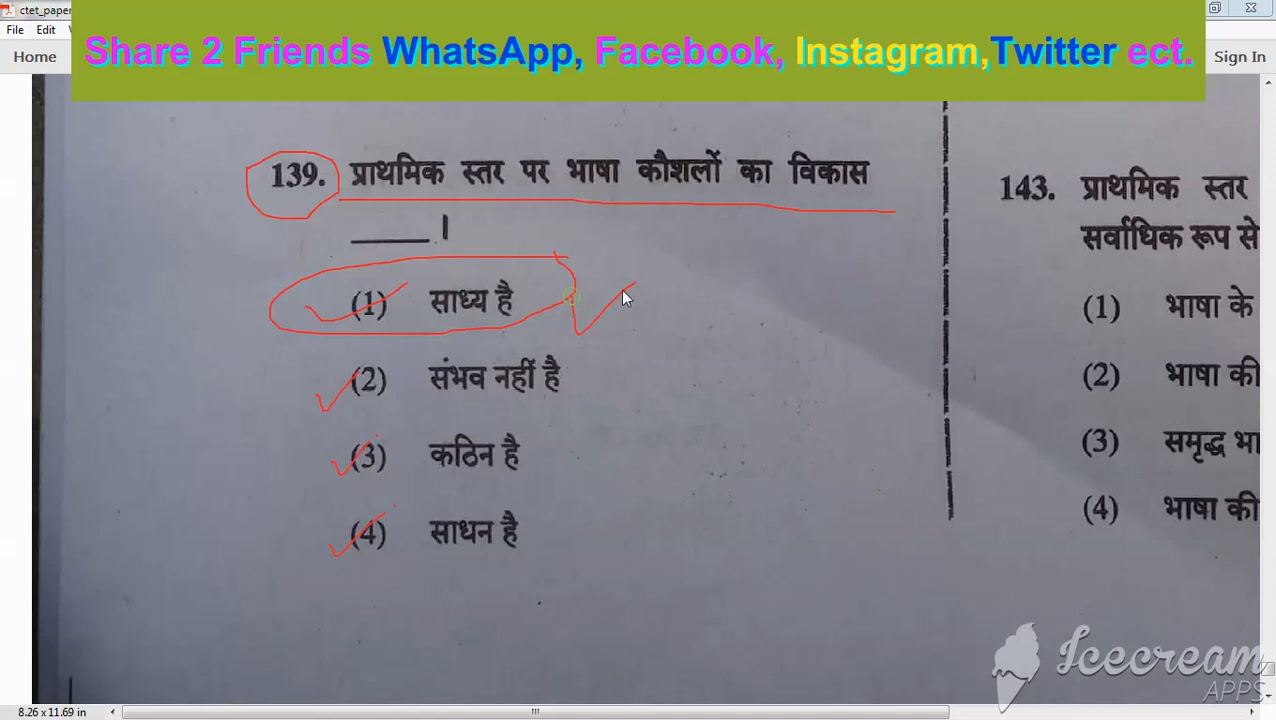 ctet_paper
File Edit
Share 2 Friends WhatsApp, Facebook, Instagram,Twitter ect.
Home
Sign In
139. प्राथमिक स्तर पर भाषा कौशलों का विकास
_____ ।
(1) साध्य है
(2) संभव नहीं है
(3) कठिन है
(4) साधन है
143. प्राथमिक स्तर
सर्वाधिक रूप से
(1) भाषा के
(2) भाषा की
(3) समृद्ध भा
(4) भाषा की
Icecream
APPS
8.26 x 11.69 in